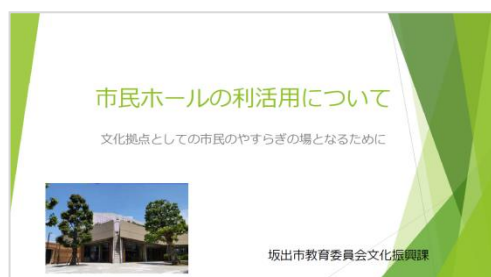 市民ホールの利活用について
文化拠点としての市民のやすらぎの場となるために
坂出市教育委員会文化振興課